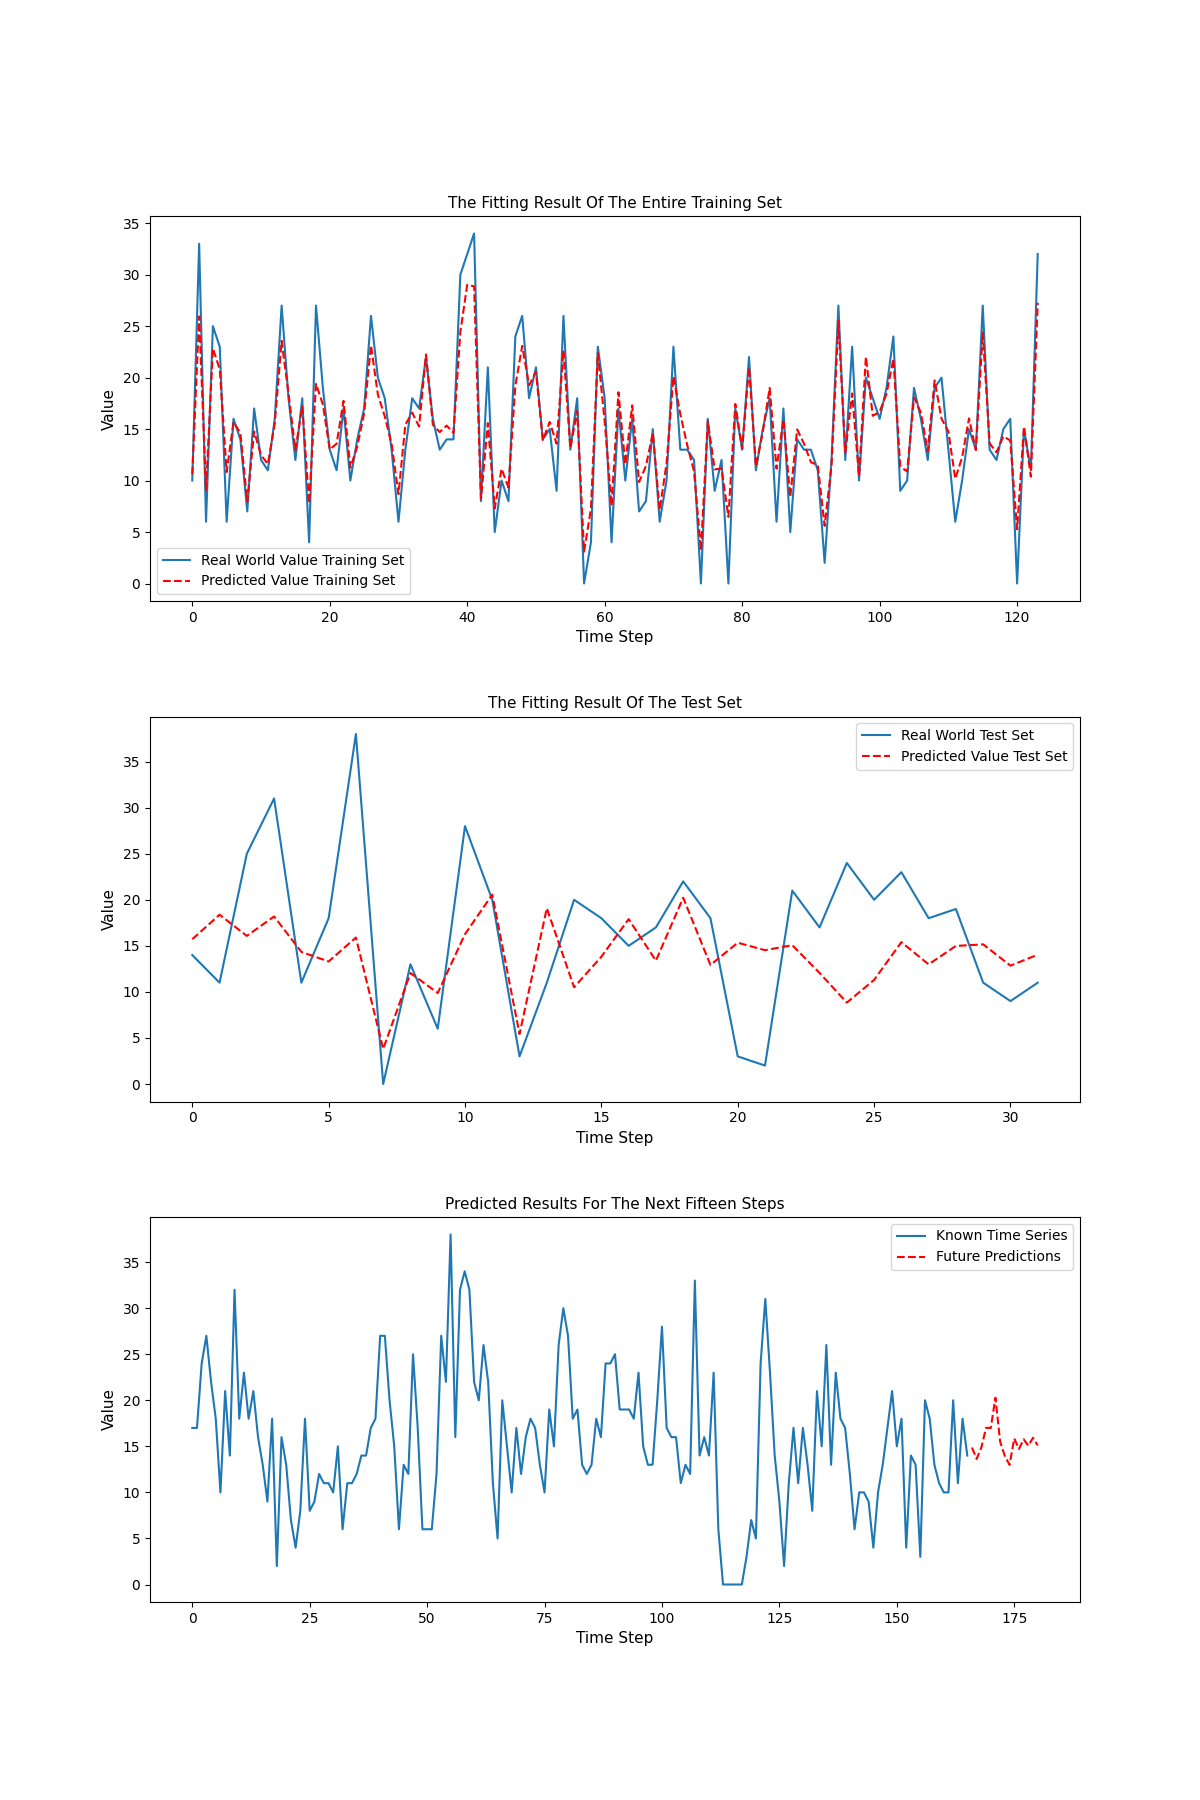 The Fitting Result Of The Entire Training Set
35
30
25
20
15
10
5
0
Value
Real World Value Training Set
Predicted Value Training Set
0 20 40 60 80 100 120
Time Step
The Fitting Result Of The Test Set
35
30
25
20
15
10
5
0
Value
Real World Test Set
Predicted Value Test Set
0 5 10 15 20 25 30
Time Step
Predicted Results For The Next Fifteen Steps
35
30
25
20
15
10
5
0
Value
Known Time Series
Future Predictions
0 25 50 75 100 125 150 175
Time Step